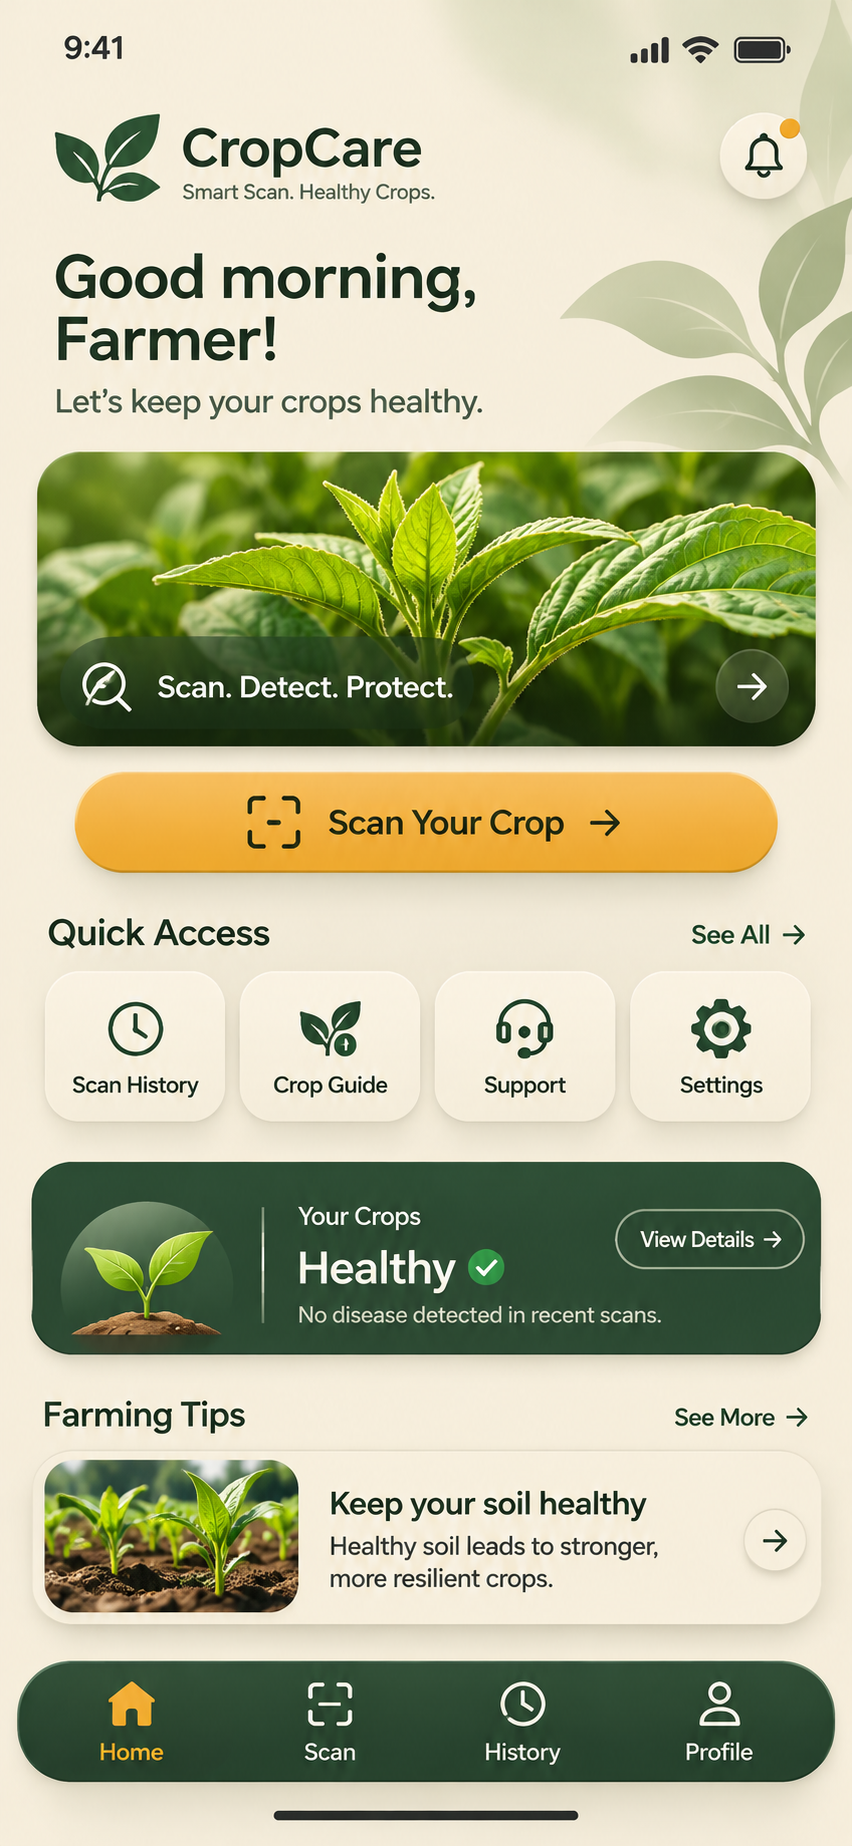 9:41
CropCare
Smart Scan. Healthy Crops.
Good morning,
Farmer!
Let’s keep your crops healthy.
Scan. Detect. Protect.
Scan Your Crop →
Quick Access
See All →
Scan History
Crop Guide
Support
Settings
Your Crops
Healthy
No disease detected in recent scans.
View Details →
Farming Tips
See More →
Keep your soil healthy
Healthy soil leads to stronger,
more resilient crops.
Home
Scan
History
Profile